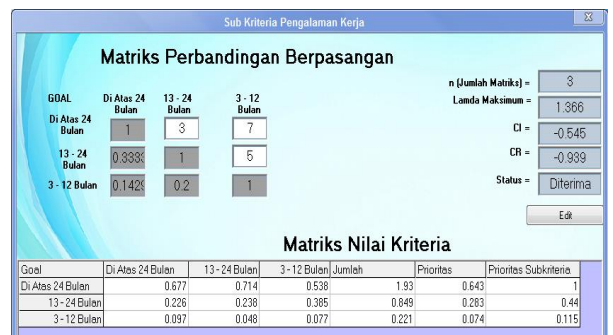 Sub Kriteria Pengalaman Kerja
Matriks Perbandingan Berpasangan
n (Jumlah Matriks) = 3
Lamda Maksimum = 1.366
CI = -0.545
CR = -0.939
Status = Diterima
Edit
GOAL Di Atas 24 Bulan 13 - 24 Bulan 3 - 12 Bulan
Di Atas 24 Bulan 1 3 7
13 - 24 Bulan 0.333 1 5
3 - 12 Bulan 0.1429 0.2 1
Matriks Nilai Kriteria
Goal Di Atas 24 Bulan 13 - 24 Bulan 3 - 12 Bulan Jumlah Prioritas Prioritas Subkriteria
Di Atas 24 Bulan 0.677 0.714 0.538 1.93 0.643 1
13 - 24 Bulan 0.226 0.238 0.385 0.849 0.283 0.44
3 - 12 Bulan 0.097 0.048 0.077 0.221 0.074 0.115